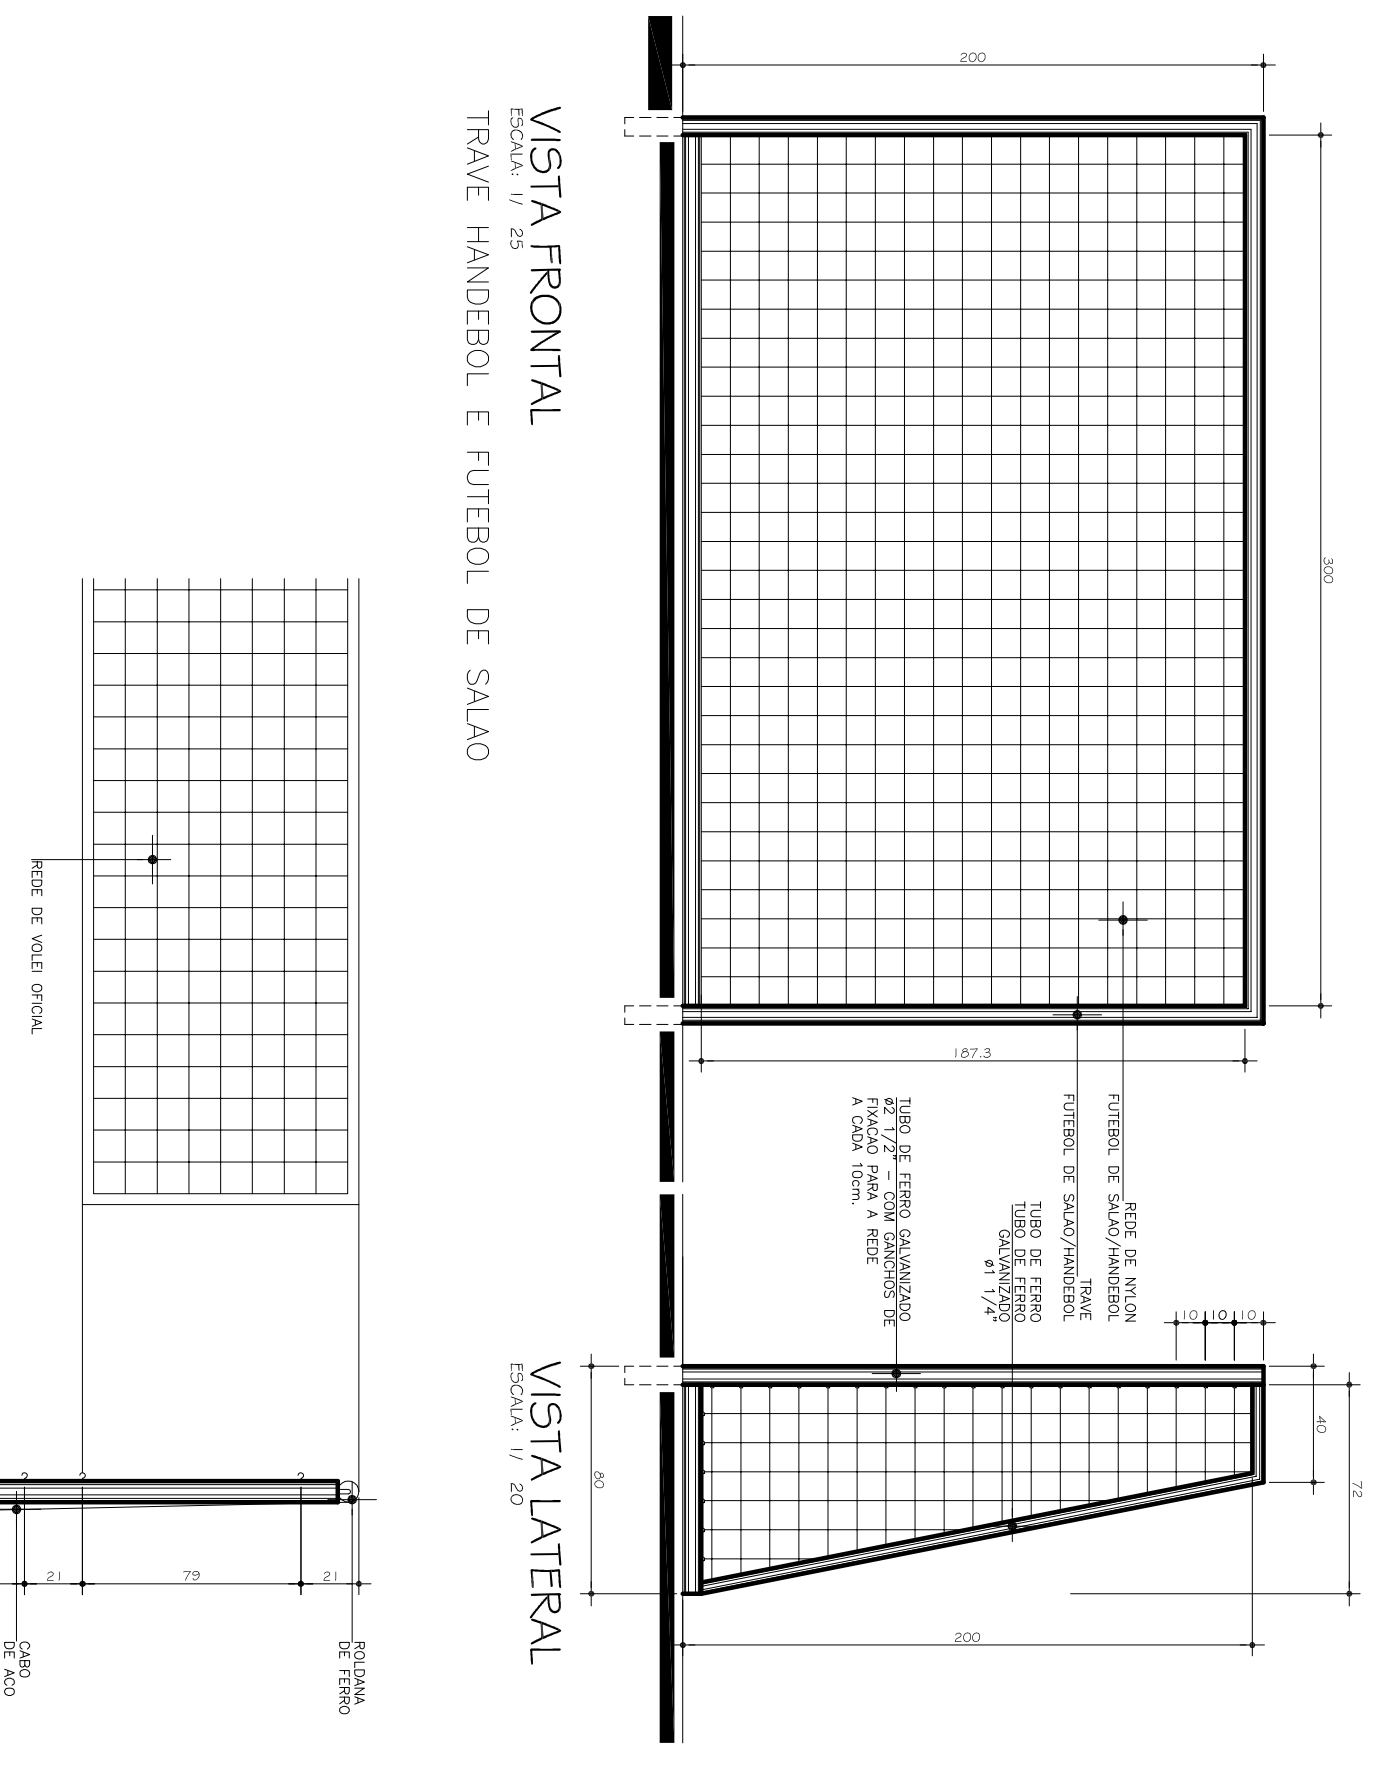 200
300
187.3
REDE DE NYLON
FUTEBOL DE SALAO/HANDEBOL
TRAVE
FUTEBOL DE SALAO/HANDEBOL
TUBO DE FERRO
TUBO DE FERRO
GALVANIZADO
ø1 1/4"
TUBO DE FERRO GALVANIZADO
ø2 1/2" - COM GANCHOS DE
FIXACAO PARA A REDE
A CADA 10cm.
10
10
10
40
72
80
200
VISTA FRONTAL
ESCALA: 1/ 25
TRAVE HANDEBOL E FUTEBOL DE SALAO
VISTA LATERAL
ESCALA: 1/ 20
REDE DE VOLEI OFICIAL
21
79
21
ROLDANA
DE FERRO
CABO
DE ACO